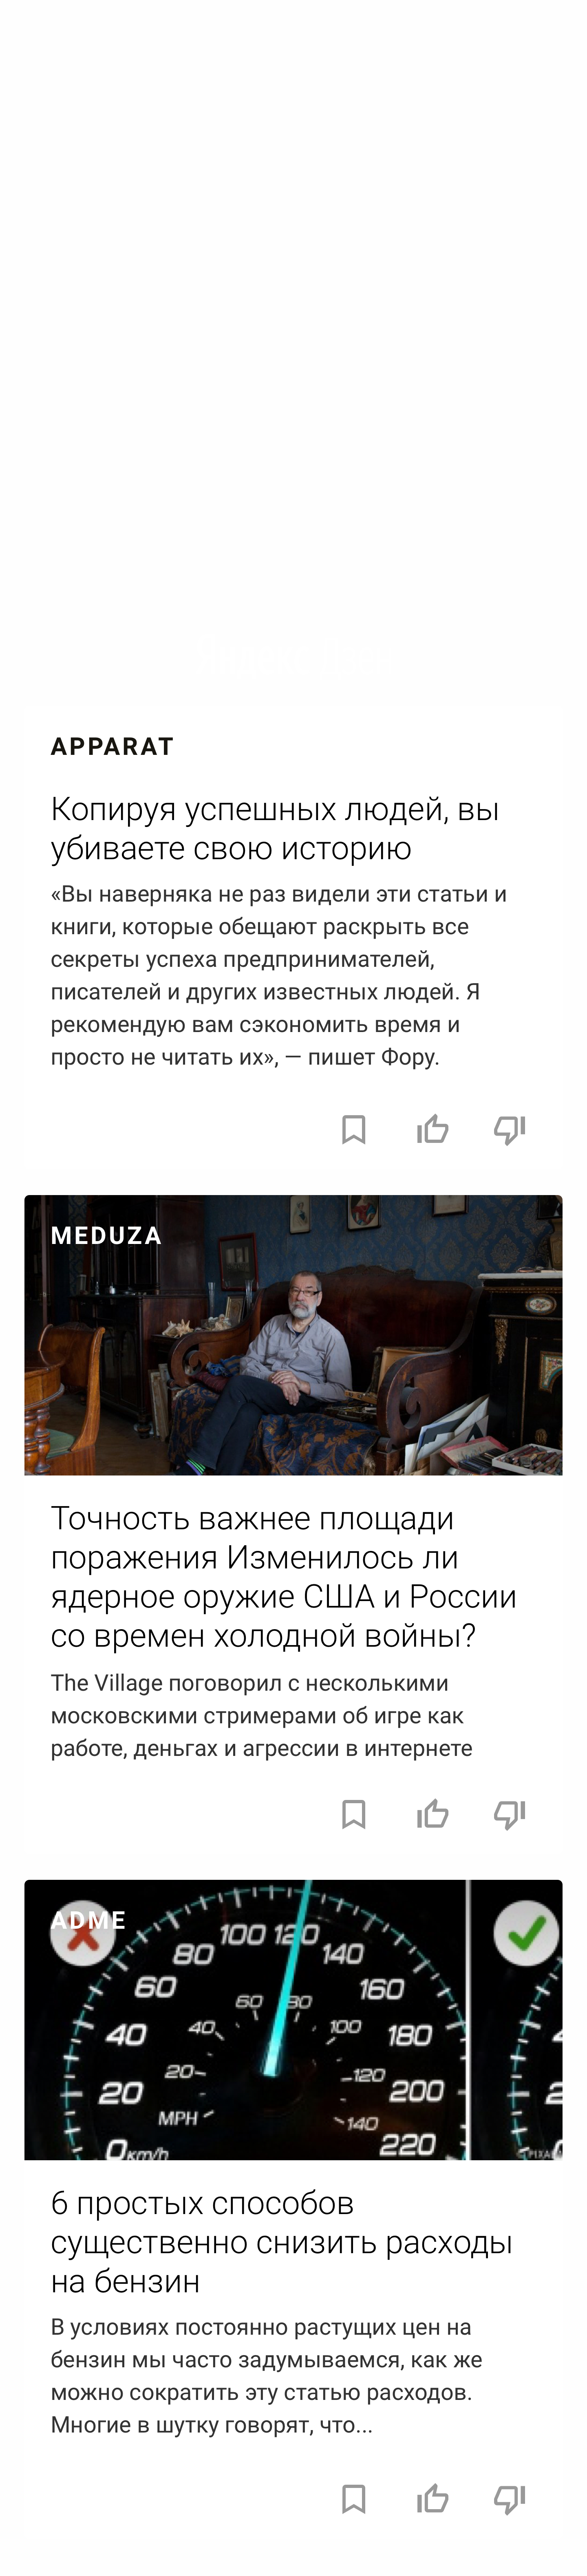 APPARAT
Копируя успешных людей, вы
убиваете свою историю
«Вы наверняка не раз видели эти статьи и
книги, которые обещают раскрыть все
секреты успеха предпринимателей,
писателей и других известных людей. Я
рекомендую вам сэкономить время и
просто не читать их», — пишет Фору.
MEDUZA
Точность важнее площади
поражения Изменилось ли
ядерное оружие США и России
со времен холодной войны?
The Village поговорил с несколькими
московскими стримерами об игре как
работе, деньгах и агрессии в интернете
ADME
100 120
80 140
60 160
60 80
40 40 100 180
20 120
20 200
MPH 140
0 km/h 220
6 простых способов
существенно снизить расходы
на бензин
В условиях постоянно растущих цен на
бензин мы часто задумываемся, как же
можно сократить эту статью расходов.
Многие в шутку говорят, что...